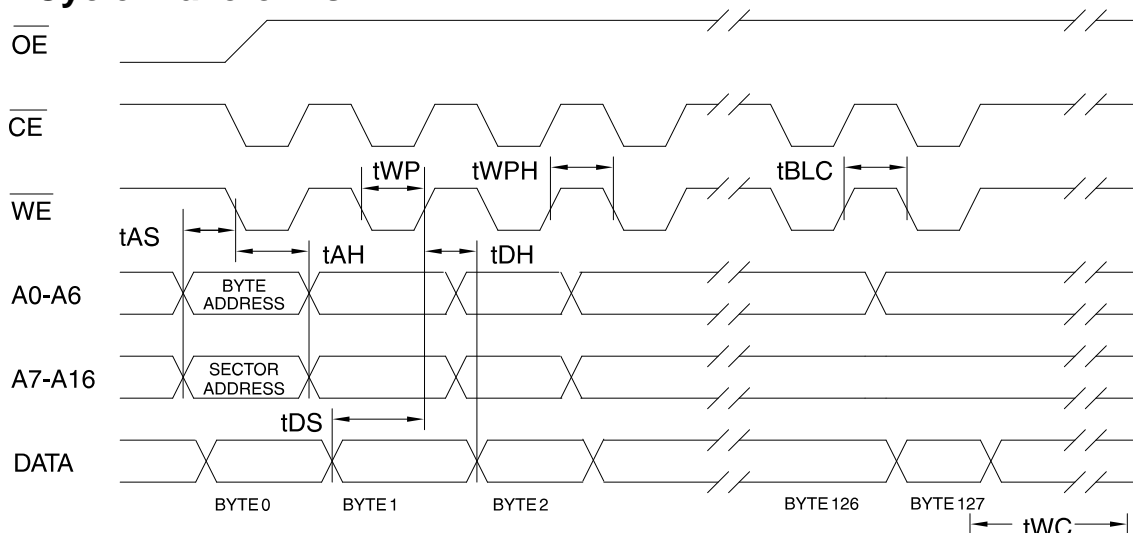 OE
CE
tWP
tWPH
tBLC
WE
tAS
tAH
tDH
A0-A6
BYTE
ADDRESS
A7-A16
SECTOR
ADDRESS
tDS
DATA
BYTE 0
BYTE 1
BYTE 2
BYTE 126
BYTE 127
tWC